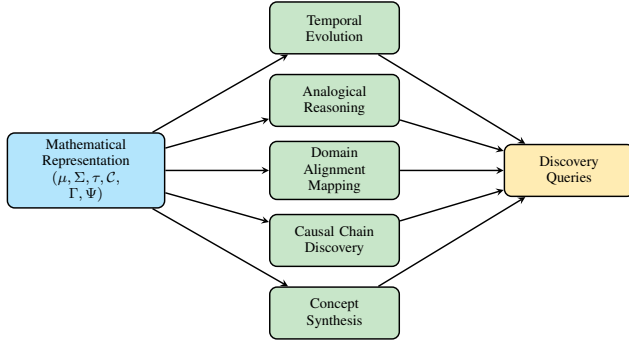 Temporal
Evolution
Analogical
Reasoning
Mathematical
Representation
(μ, Σ, τ, 𝒞,
Γ, Ψ)
Domain
Alignment
Mapping
Discovery
Queries
Causal Chain
Discovery
Concept
Synthesis